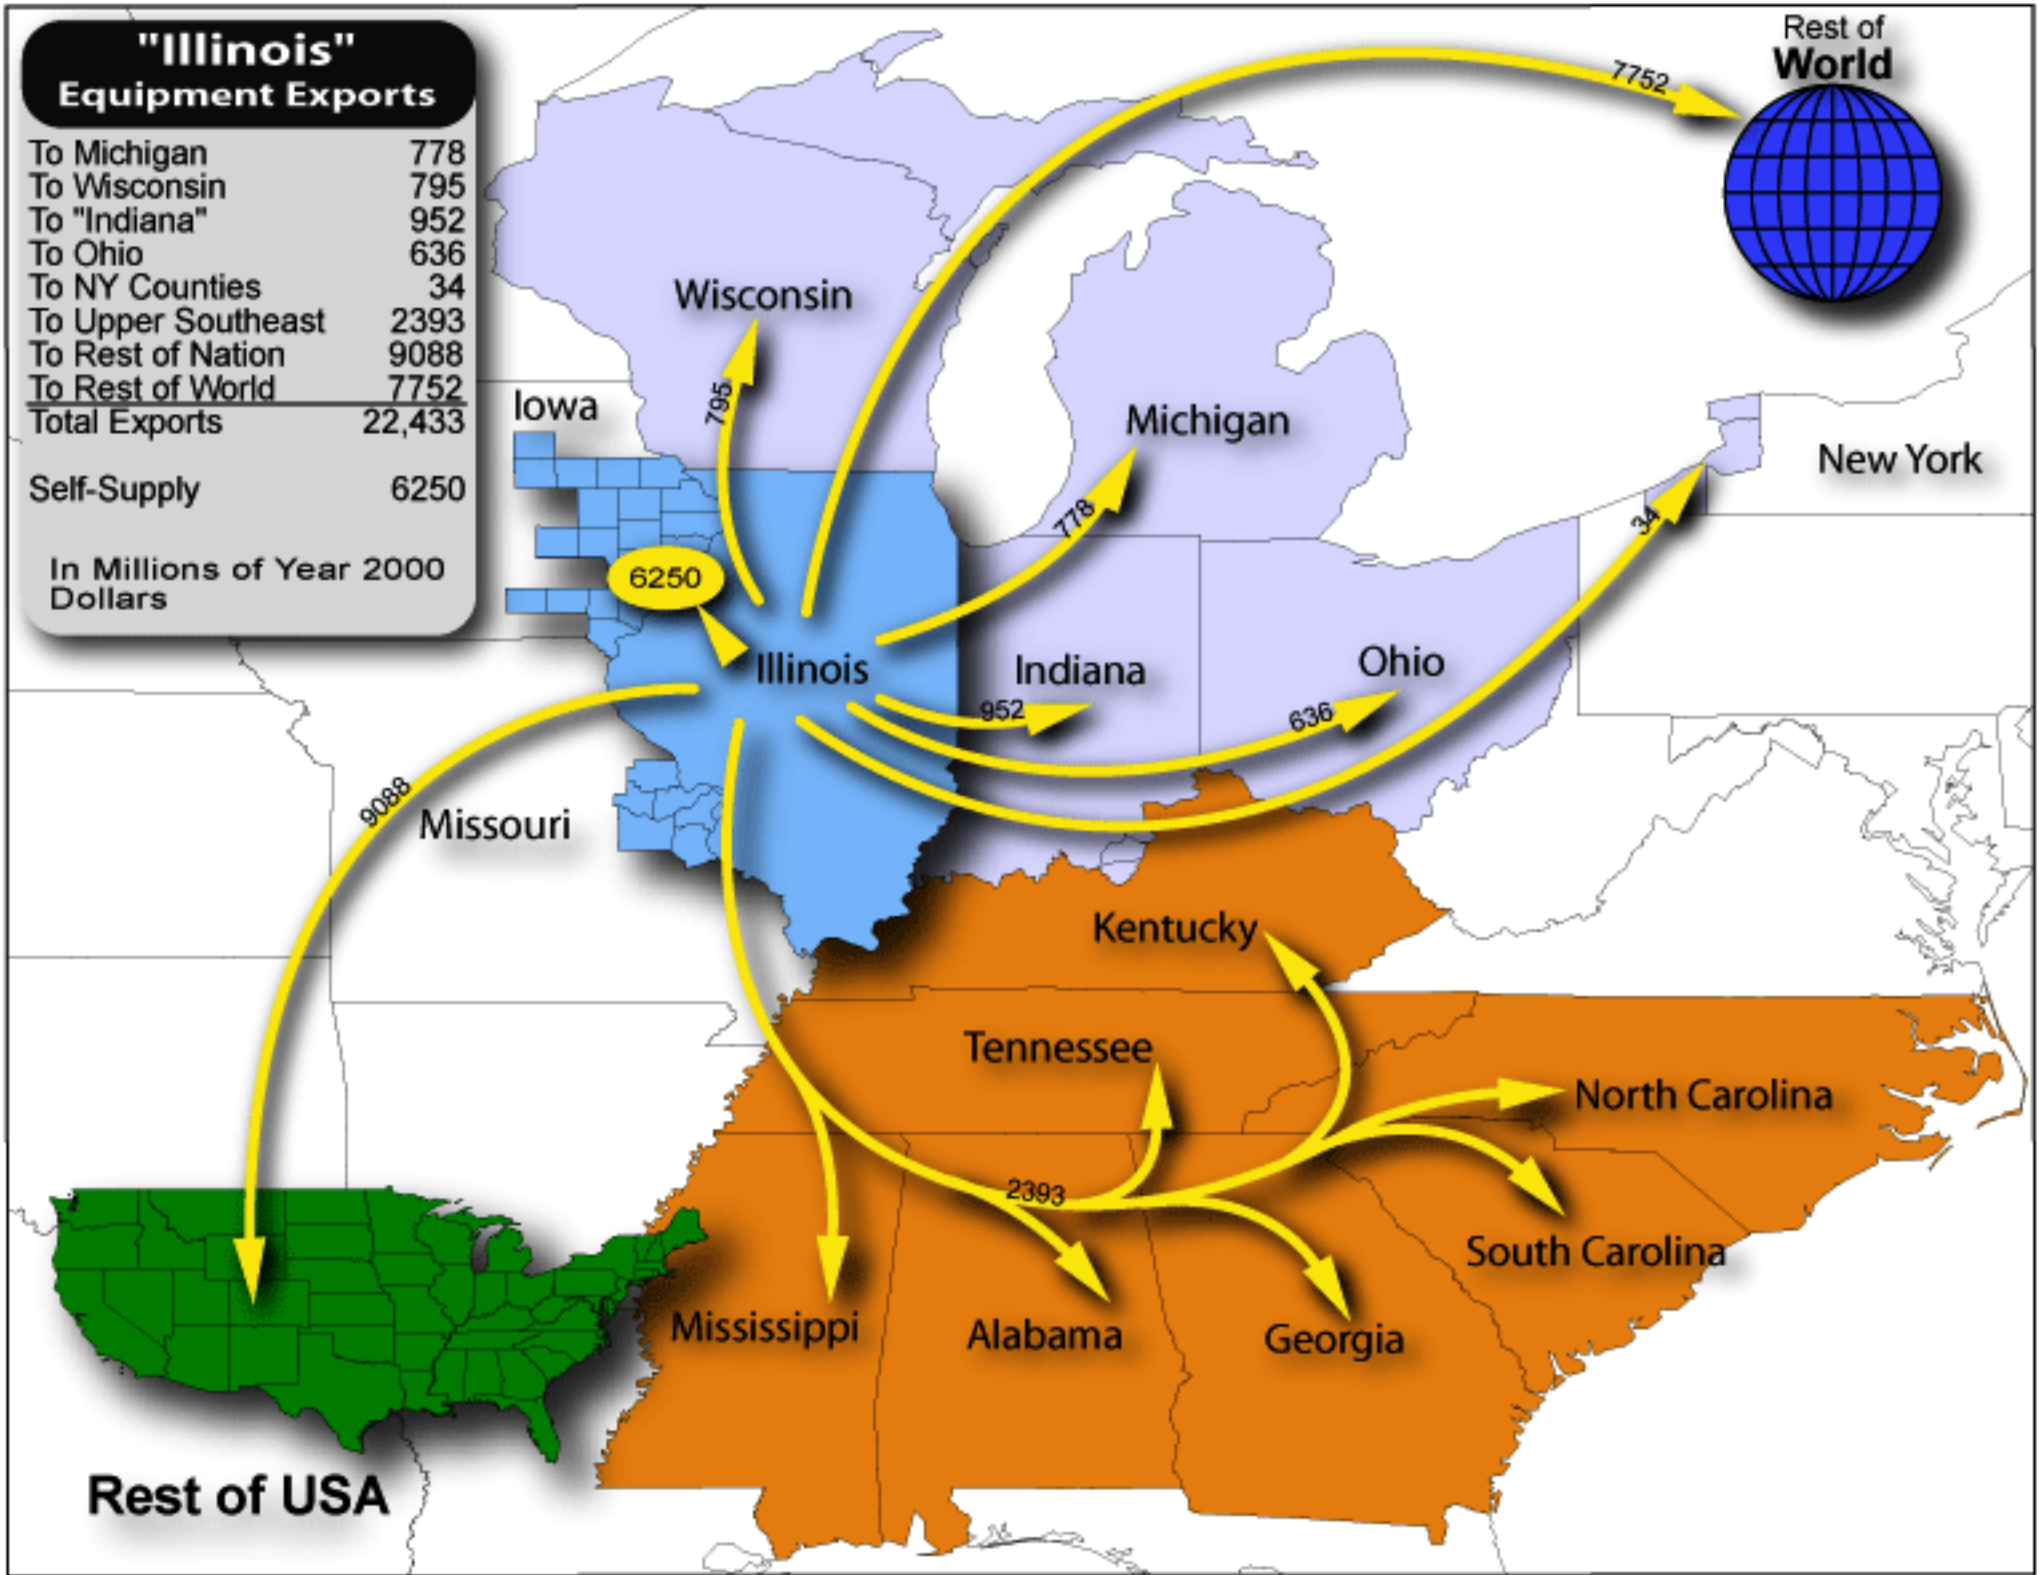 "Illinois"
Equipment Exports
To Michigan 778
To Wisconsin 795
To "Indiana" 952
To Ohio 636
To NY Counties 34
To Upper Southeast 2393
To Rest of Nation 9088
To Rest of World 7752
Total Exports 22,433
Self-Supply 6250
In Millions of Year 2000
Dollars
Rest of
World
7752
Wisconsin
795
Iowa
Michigan
778
New York
34
6250
Illinois
Indiana
952
Ohio
636
9088
Missouri
Kentucky
Tennessee
North Carolina
2393
South Carolina
Mississippi
Alabama
Georgia
Rest of USA